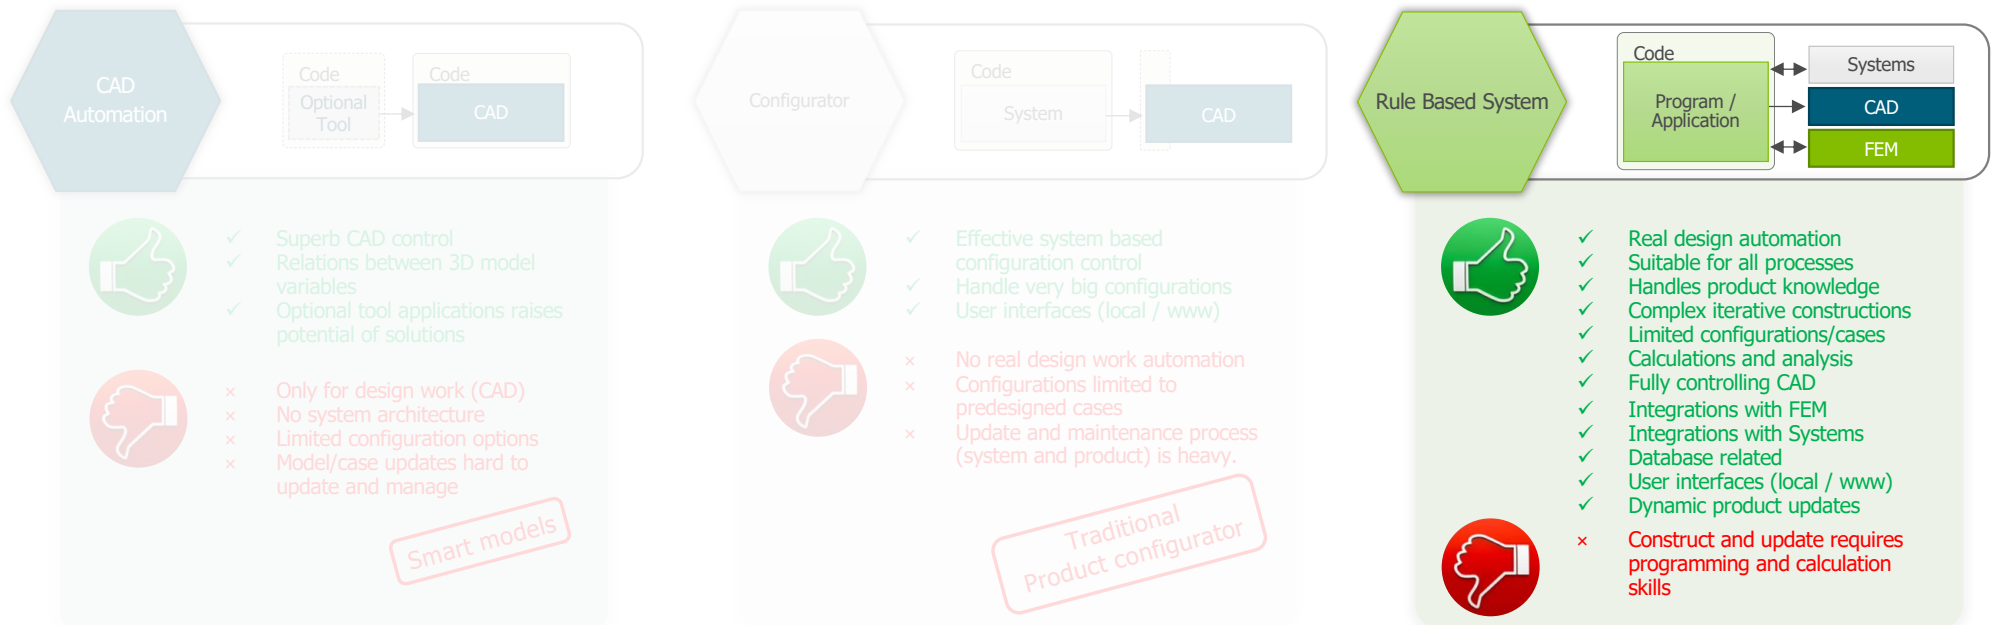 CAD
Automation
Code
Optional
Tool
Code
CAD
✓ Superb CAD control
✓ Relations between 3D model
variables
✓ Optional tool applications raises
potential of solutions
× Only for design work (CAD)
× No system architecture
× Limited configuration options
× Model/case updates hard to
update and manage
Smart models
Configurator
Code
System
CAD
✓ Effective system based
configuration control
✓ Handle very big configurations
✓ User interfaces (local / www)
× No real design work automation
× Configurations limited to
predesigned cases
× Update and maintenance process
(system and product) is heavy.
Traditional
Product configurator
Rule Based System
Code
Program /
Application
Systems
CAD
FEM
✓ Real design automation
✓ Suitable for all processes
✓ Handles product knowledge
✓ Complex iterative constructions
✓ Limited configurations/cases
✓ Calculations and analysis
✓ Fully controlling CAD
✓ Integrations with FEM
✓ Integrations with Systems
✓ Database related
✓ User interfaces (local / www)
✓ Dynamic product updates
× Construct and update requires
programming and calculation
skills